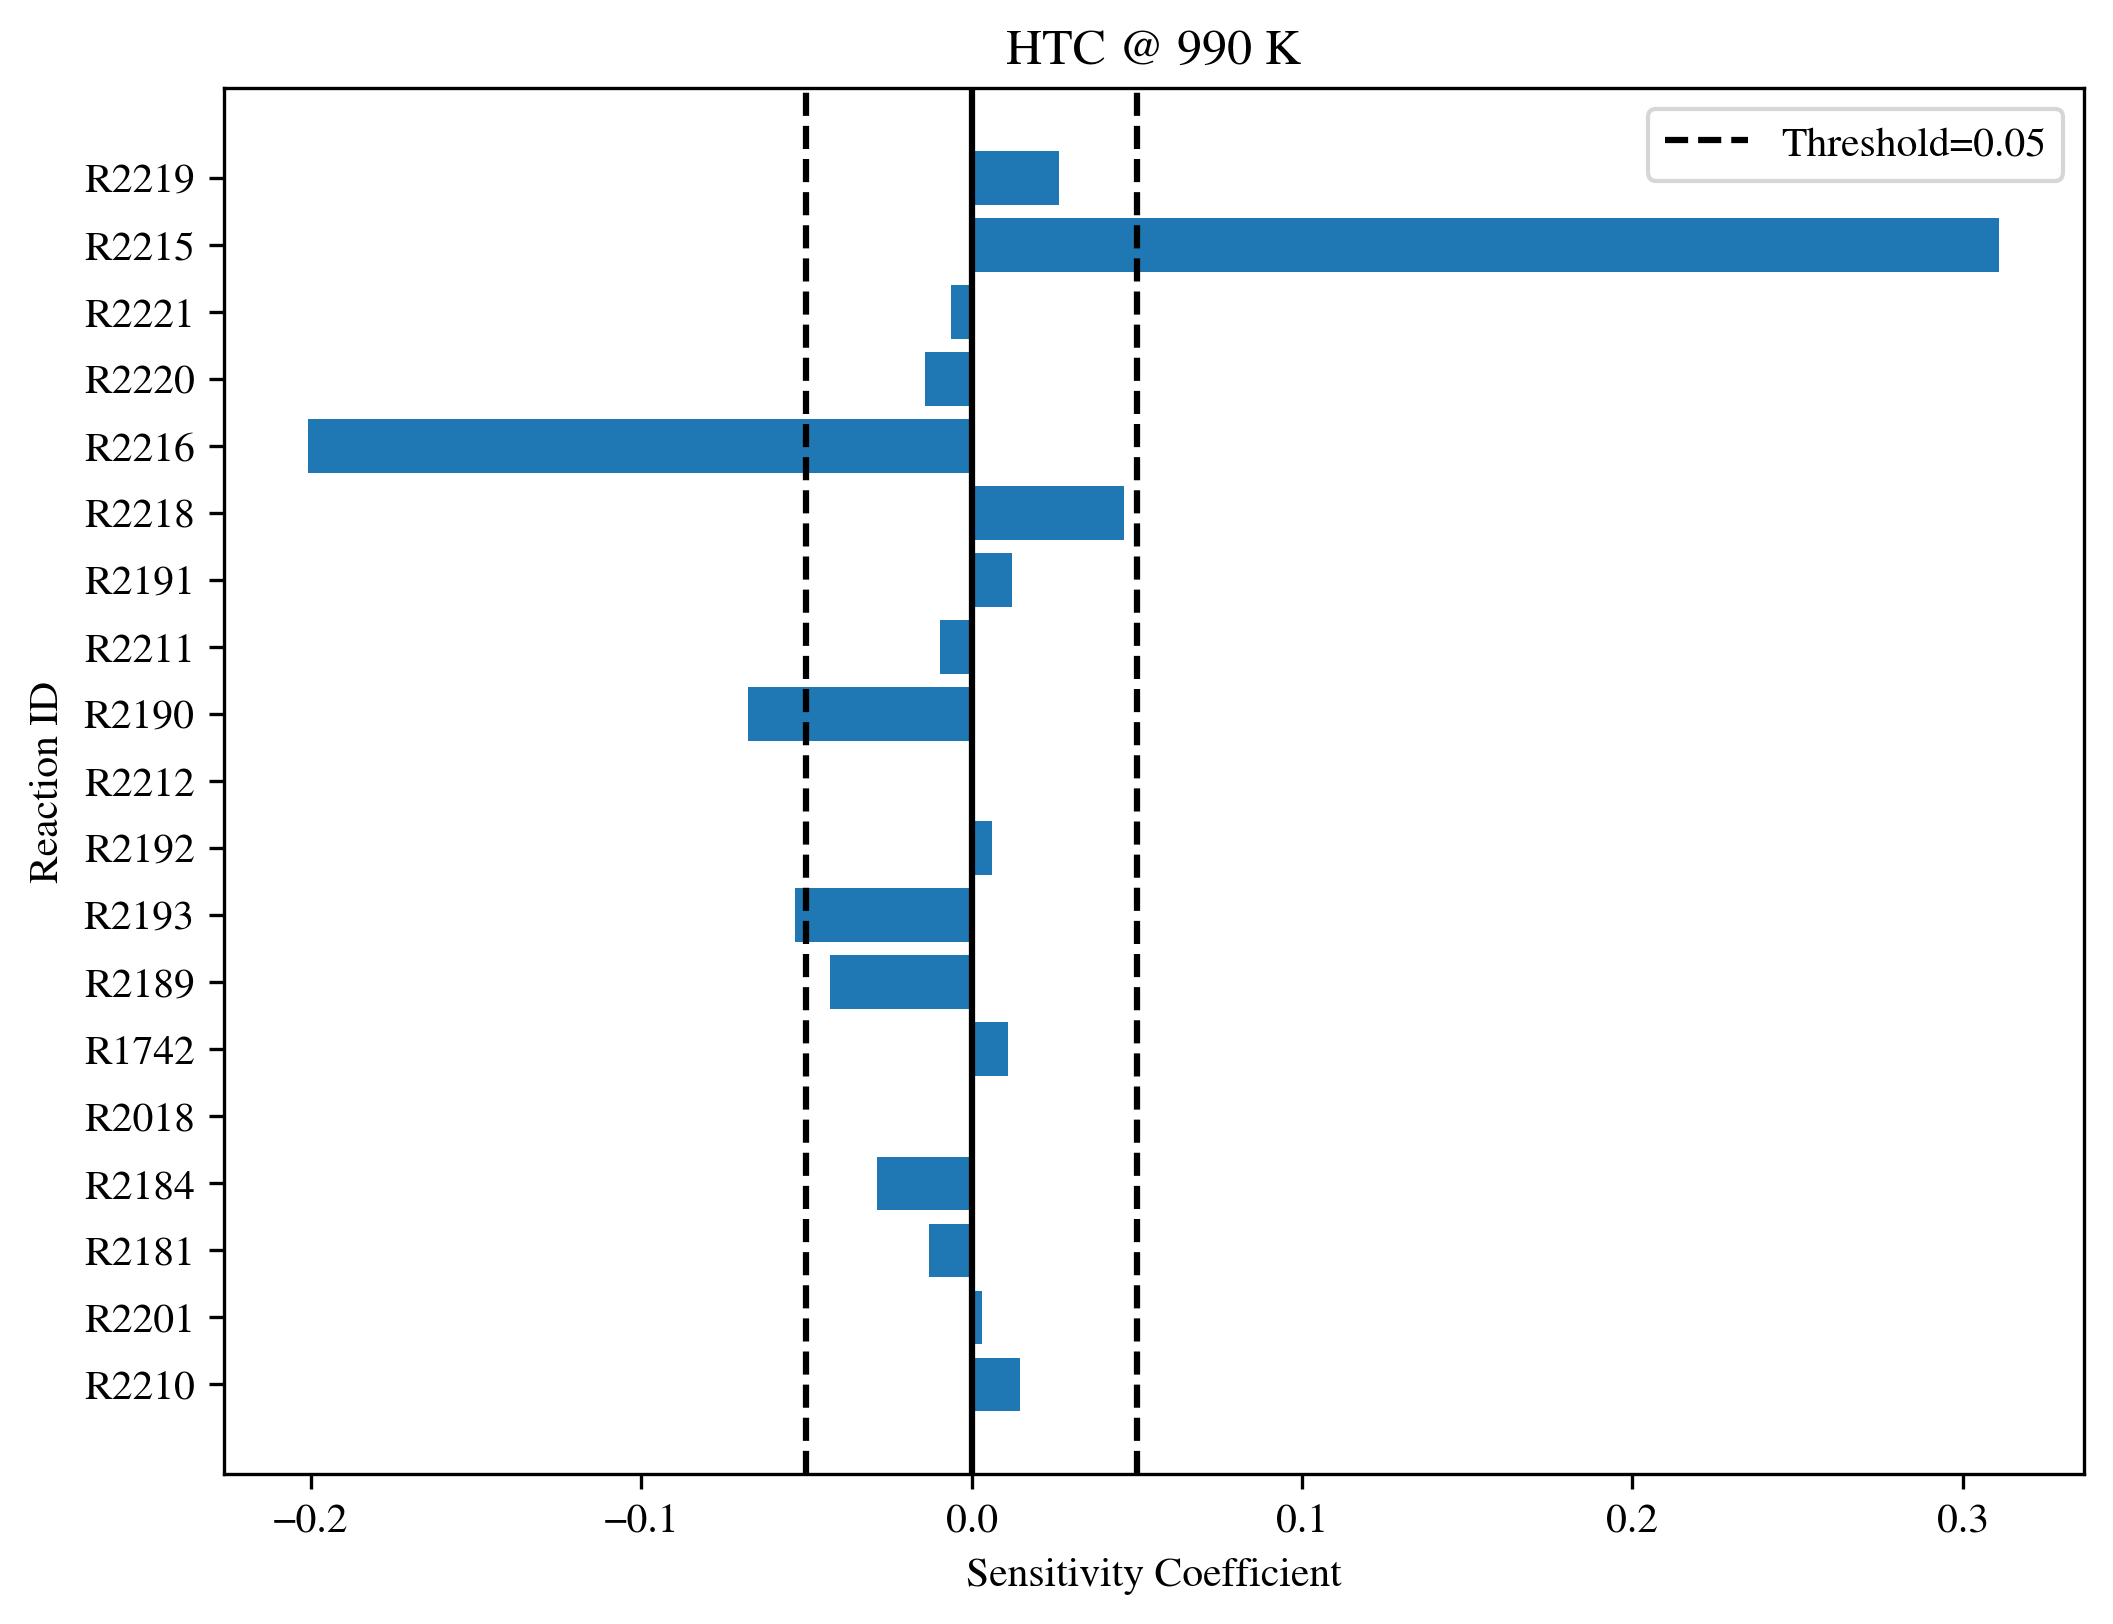 HTC @ 990 K
Threshold=0.05
R2219
R2215
R2221
R2220
R2216
R2218
R2191
R2211
R2190
R2212
R2192
R2193
R2189
R1742
R2018
R2184
R2181
R2201
R2210
Reaction ID
−0.2 −0.1 0.0 0.1 0.2 0.3
Sensitivity Coefficient